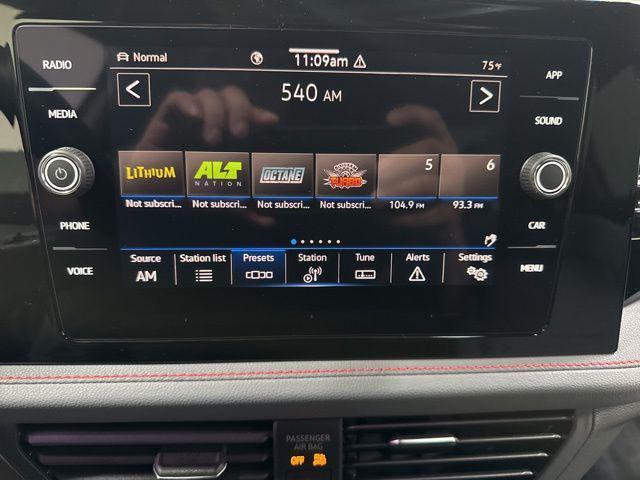 RADIO
MEDIA
PHONE
VOICE
Normal
11:09am
75°F
540 AM
LITHIUM
ALT
NATION
OCTANE
TURBO
5
6
Not subscri...
Not subscri...
Not subscri...
Not subscri...
104.9 FM
93.3 FM
Source
AM
Station list
Presets
Station
Tune
Alerts
Settings
APP
SOUND
CAR
MENU
PASSENGER
AIR BAG
OFF